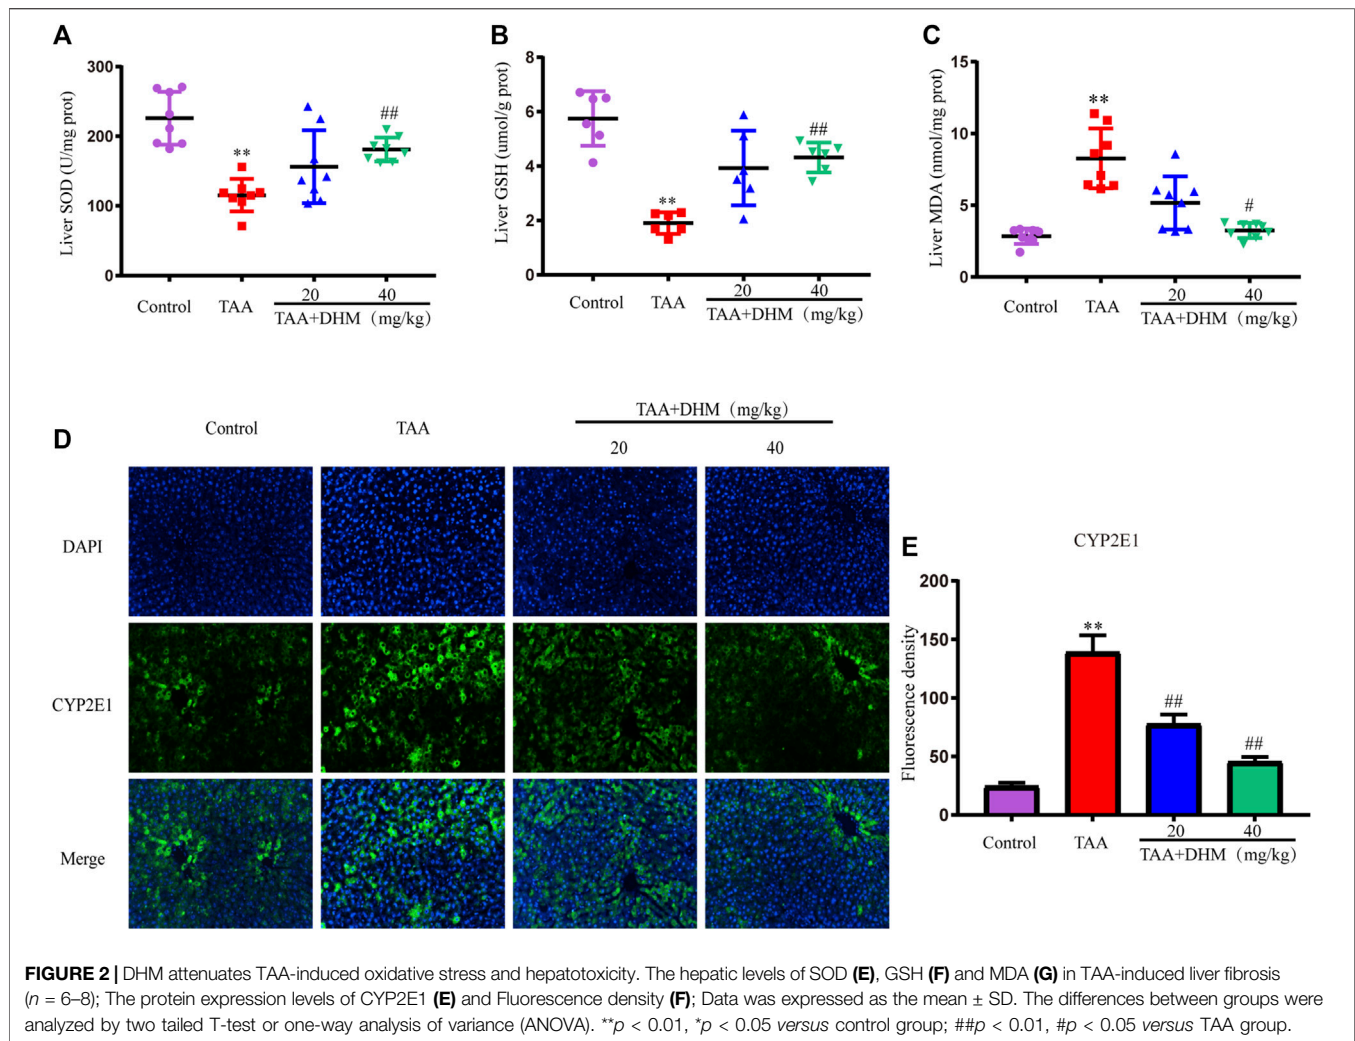 A
Liver SOD (U/mg prot)
300
200
100
0
**
##
Control
TAA
20
40
TAA+DHM (mg/kg)
B
Liver GSH (umol/g prot)
8
6
4
2
0
**
##
Control
TAA
20
40
TAA+DHM (mg/kg)
C
Liver MDA (nmol/mg prot)
15
10
5
0
**
#
Control
TAA
20
40
TAA+DHM (mg/kg)
D
Control
TAA
TAA+DHM (mg/kg)
20
40
DAPI
CYP2E1
Merge
E
CYP2E1
Fluorescence density
200
150
100
50
0
**
##
##
Control
TAA
20
40
TAA+DHM (mg/kg)
FIGURE 2 | DHM attenuates TAA-induced oxidative stress and hepatotoxicity. The hepatic levels of SOD (E), GSH (F) and MDA (G) in TAA-induced liver fibrosis
(n = 6–8); The protein expression levels of CYP2E1 (E) and Fluorescence density (F); Data was expressed as the mean ± SD. The differences between groups were
analyzed by two tailed T-test or one-way analysis of variance (ANOVA). **p < 0.01, *p < 0.05 versus control group; ##p < 0.01, #p < 0.05 versus TAA group.